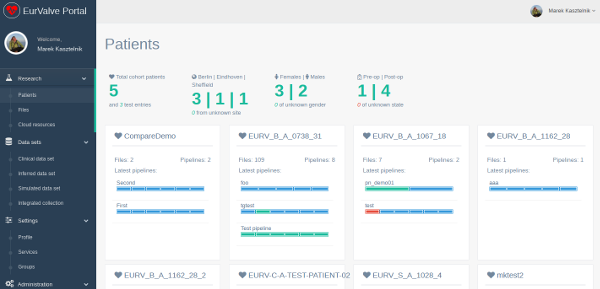 EurValve Portal
Marek Kasztelnik
Welcome,
Marek Kasztelnik
Research
Patients
Files
Cloud resources
Data sets
Clinical data set
Inferred data set
Simulated data set
Integrated collection
Settings
Profile
Services
Groups
Administration
Patients
Total cohort patients
5
and 3 test entries
Berlin | Eindhoven | Sheffield
3 | 1 | 1
0 from unknown site
Females | Males
3 | 2
0 of unknown gender
Pre-op | Post-op
1 | 4
0 of unknown state
CompareDemo
Files: 2 Pipelines: 2
Latest pipelines:
Second
First
EURV_B_A_0738_31
Files: 109 Pipelines: 8
Latest pipelines:
foo
tgtest
Test pipeline
EURV_B_A_1067_18
Files: 7 Pipelines: 2
Latest pipelines:
pn_demo01
test
EURV_B_A_1162_28
Files: 1 Pipelines: 1
Latest pipelines:
aaa
EURV_B_A_1162_28_2
EURV-C-A-TEST-PATIENT-02
EURV_S_A_1028_4
mktest2